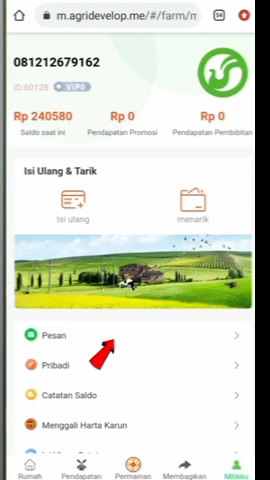 m.agridevelop.me/#/farm/m
54
081212679162
ID:60128 VIP0
Rp 240580 Rp 0 Rp 0
Saldo saat ini Pendapatan Promosi Pendapatan Pembibitan
Isi Ulang & Tarik
Isi ulang menarik
Pesan
Pribadi
Catatan Saldo
Menggali Harta Karun
Rumah Pendapatan Permainan Membagikan Milikku